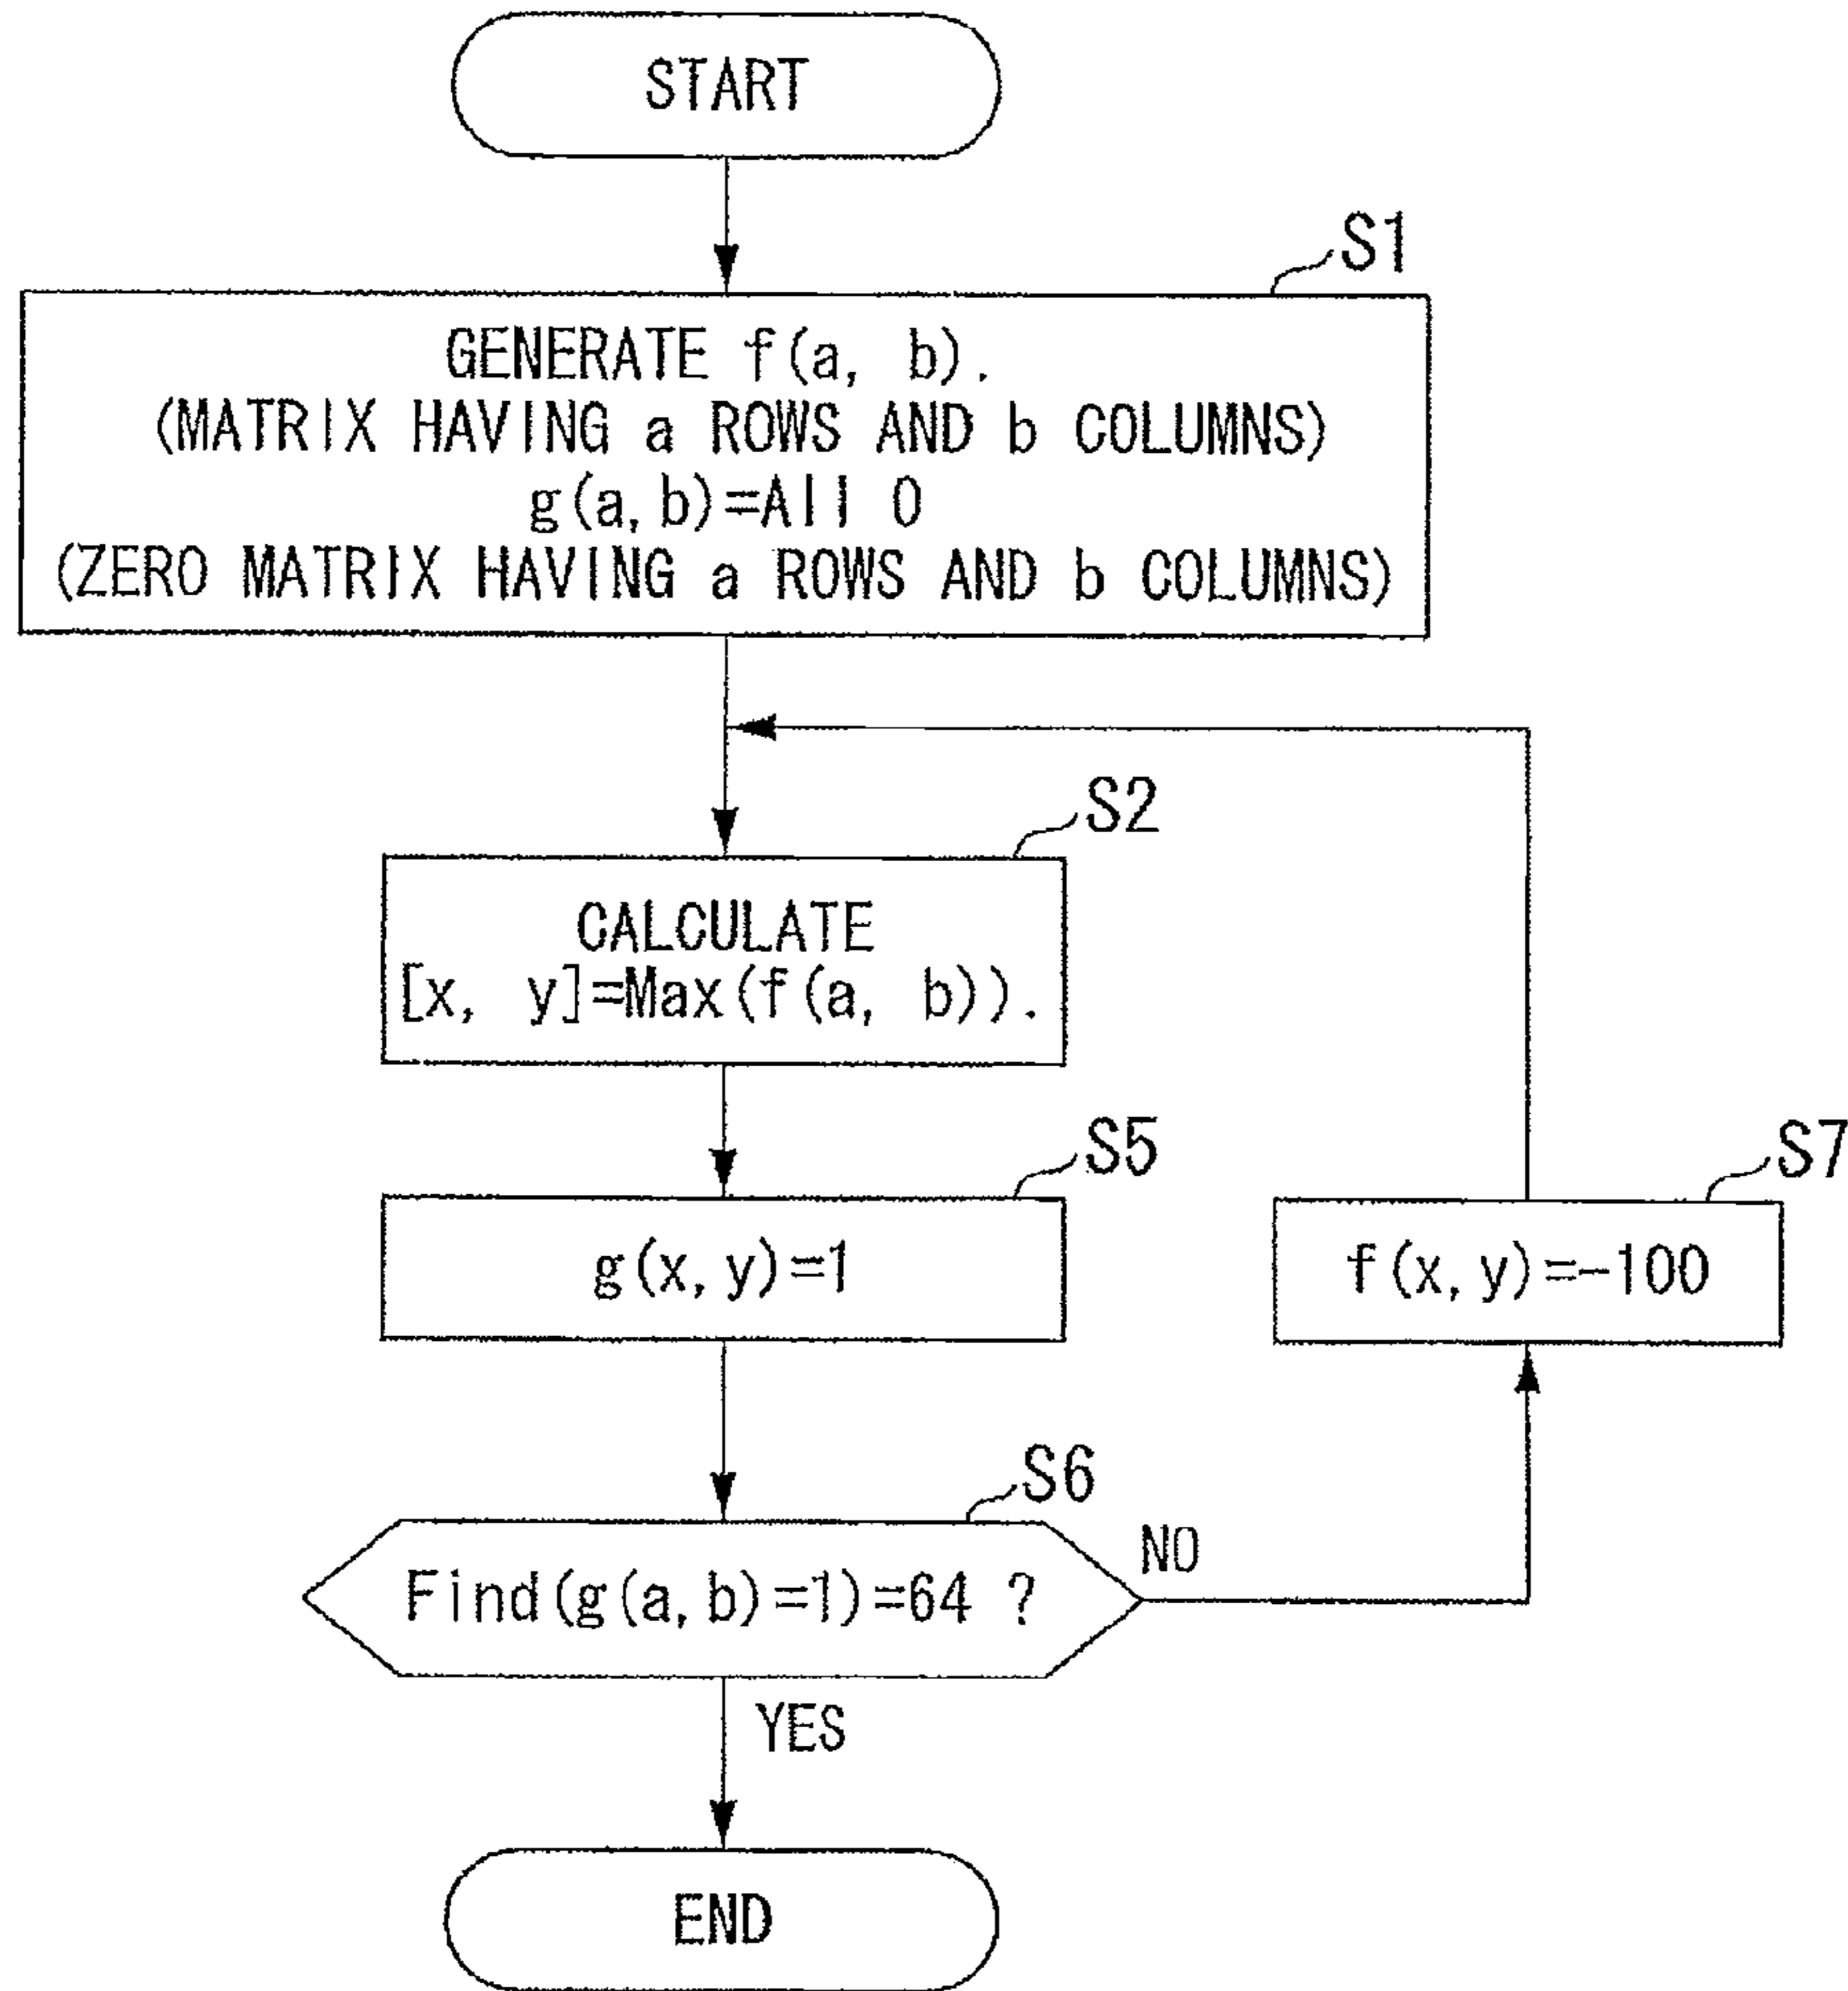 START
S1
GENERATE f(a, b).
(MATRIX HAVING a ROWS AND b COLUMNS)
g(a,b)=All 0
(ZERO MATRIX HAVING a ROWS AND b COLUMNS)
S2
CALCULATE
[x, y]=Max(f(a, b)).
S5
g(x,y)=1
S7
f(x,y)=-100
S6
Find(g(a,b)=1)=64 ?
NO
YES
END